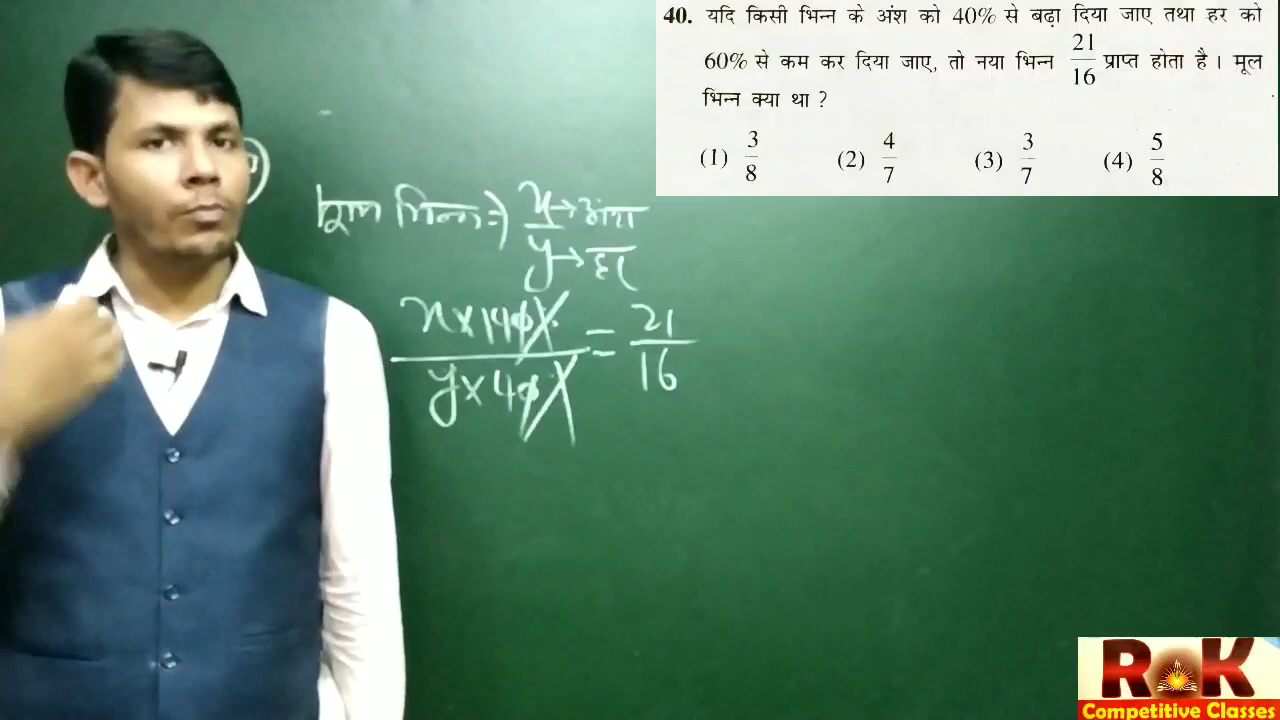 40. यदि किसी भिन्न के अंश को 40% से बढ़ा दिया जाए तथा हर को
60% से कम कर दिया जाए, तो नया भिन्न 21/16 प्राप्त होता है । मूल
भिन्न क्या था ?
(1) 3/8 (2) 4/7 (3) 3/7 (4) 5/8
भिन्न ⇒ x → अंश
y → हर
x × 140% / y × 40% = 21/16
ROK
Competitive Classes